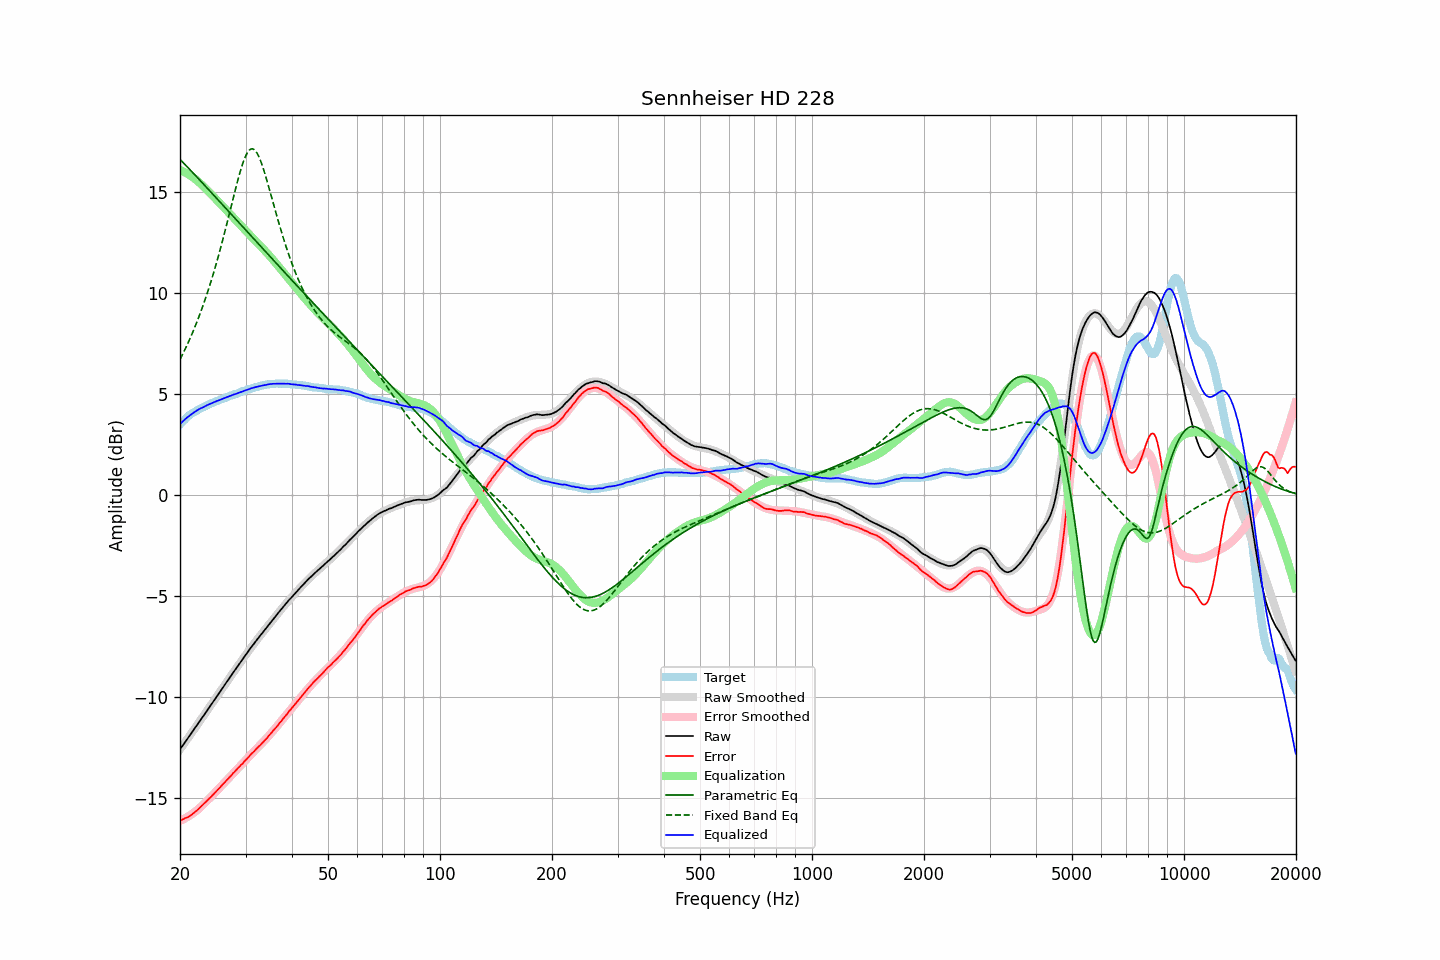 Sennheiser HD 228
Amplitude (dBr)
15
10
5
0
−5
−10
−15
Target
Raw Smoothed
Error Smoothed
Raw
Error
Equalization
Parametric Eq
Fixed Band Eq
Equalized
20 50 100 200 500 1000 2000 5000 10000 20000
Frequency (Hz)